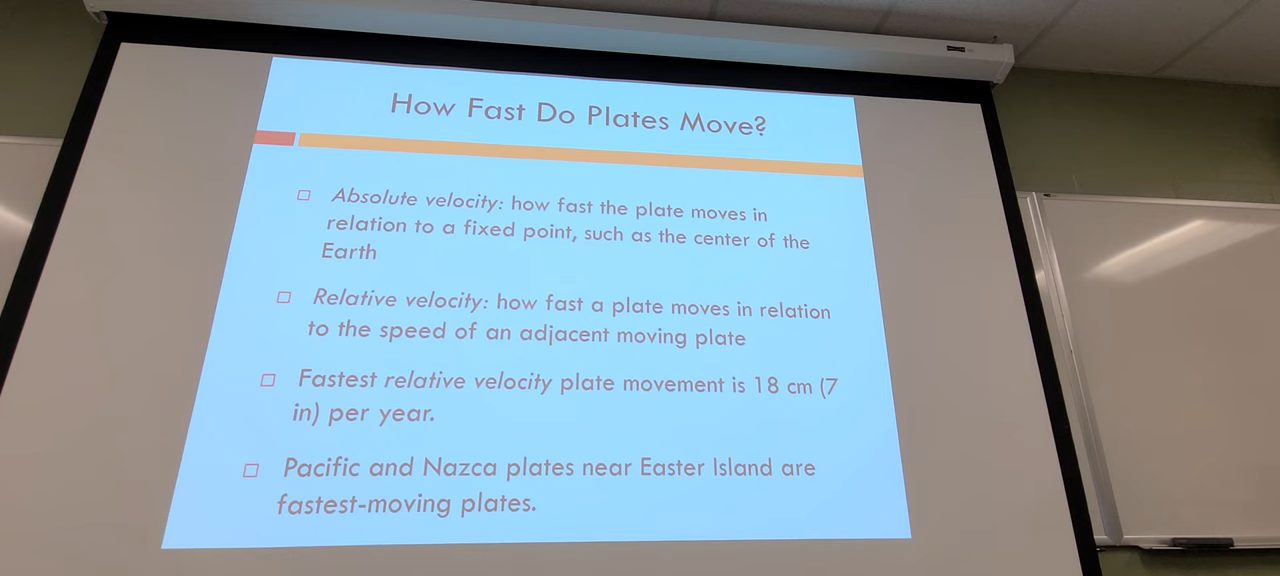 How Fast Do Plates Move?
Absolute velocity: how fast the plate moves in
relation to a fixed point, such as the center of the
Earth
Relative velocity: how fast a plate moves in relation
to the speed of an adjacent moving plate
Fastest relative velocity plate movement is 18 cm (7
in) per year.
Pacific and Nazca plates near Easter Island are
fastest-moving plates.